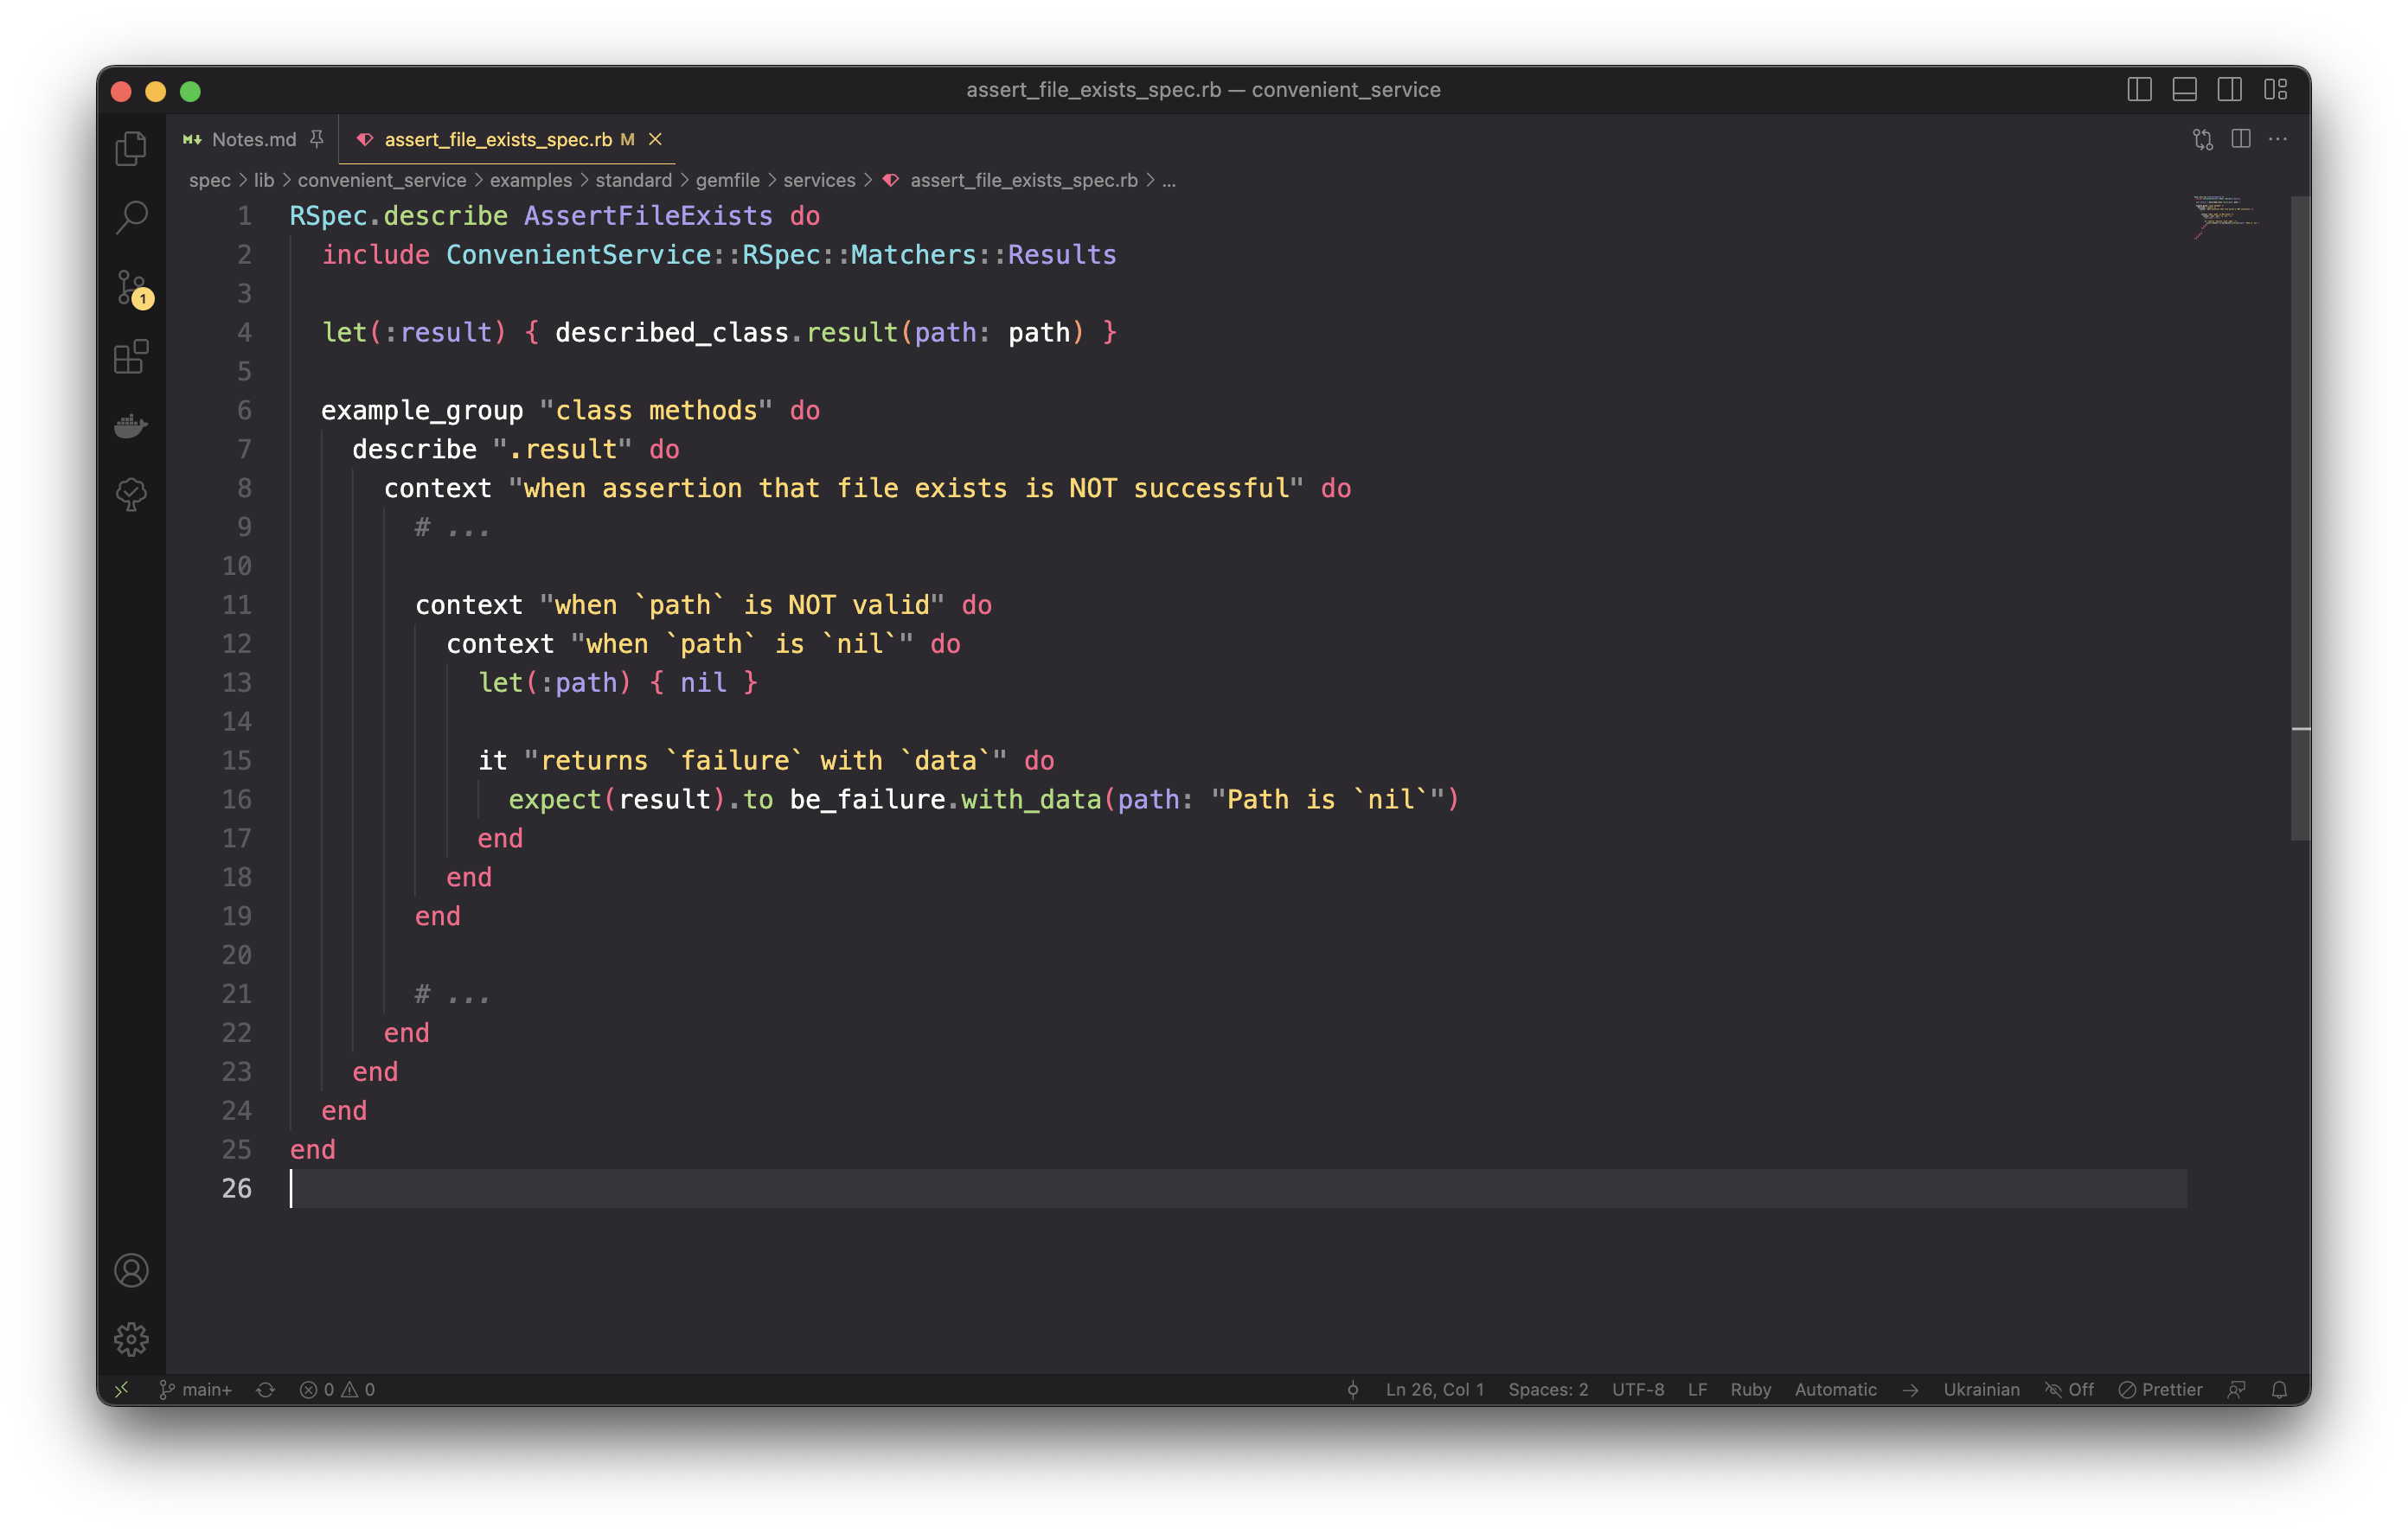 assert_file_exists_spec.rb — convenient_service
Notes.md
assert_file_exists_spec.rb M
spec > lib > convenient_service > examples > standard > gemfile > services > assert_file_exists_spec.rb > ...
1 RSpec.describe AssertFileExists do
2   include ConvenientService::RSpec::Matchers::Results
3
4   let(:result) { described_class.result(path: path) }
5
6   example_group "class methods" do
7     describe ".result" do
8       context "when assertion that file exists is NOT successful" do
9         # ...
10
11         context "when `path` is NOT valid" do
12           context "when `path` is `nil`" do
13             let(:path) { nil }
14
15             it "returns `failure` with `data`" do
16               expect(result).to be_failure.with_data(path: "Path is `nil`")
17             end
18           end
19         end
20
21         # ...
22       end
23     end
24   end
25 end
26
1
main+ 0 0 Ln 26, Col 1 Spaces: 2 UTF-8 LF Ruby Automatic Ukrainian Off Prettier